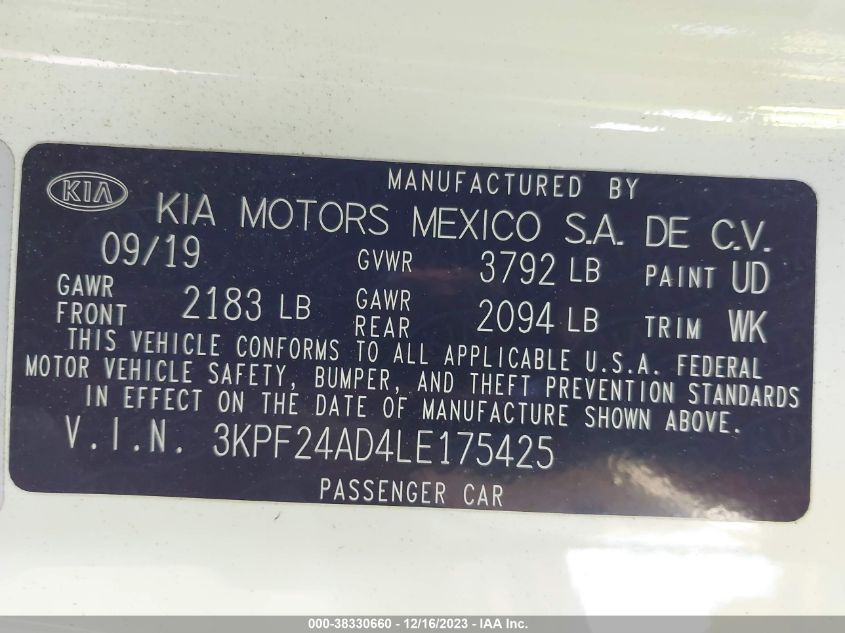 MANUFACTURED BY
KIA
KIA MOTORS MEXICO S.A. DE C.V.
09/19 GVWR 3792 LB PAINT UD
GAWR FRONT 2183 LB GAWR REAR 2094 LB TRIM WK
THIS VEHICLE CONFORMS TO ALL APPLICABLE U.S.A. FEDERAL
MOTOR VEHICLE SAFETY, BUMPER, AND THEFT PREVENTION STANDARDS
IN EFFECT ON THE DATE OF MANUFACTURE SHOWN ABOVE.
V.I.N. 3KPF24AD4LE175425
PASSENGER CAR
000-38330660 - 12/16/2023 - IAA Inc.